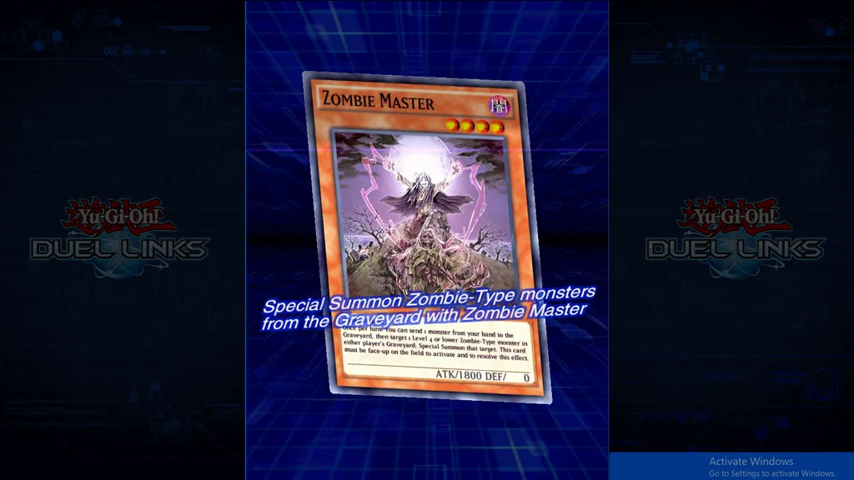 Zombie Master
Yu-Gi-Oh!
DUEL LINKS
Yu-Gi-Oh!
DUEL LINKS
Special Summon Zombie-Type monsters
from the Graveyard with Zombie Master
Once per turn: You can send 1 monster from your hand to the
Graveyard, then target 1 Level 4 or lower Zombie-Type monster in
either player's Graveyard; Special Summon that target. This card
must be face-up on the field to activate and to resolve this effect.
ATK/1800 DEF/ 0
Activate Windows
Go to Settings to activate Windows.